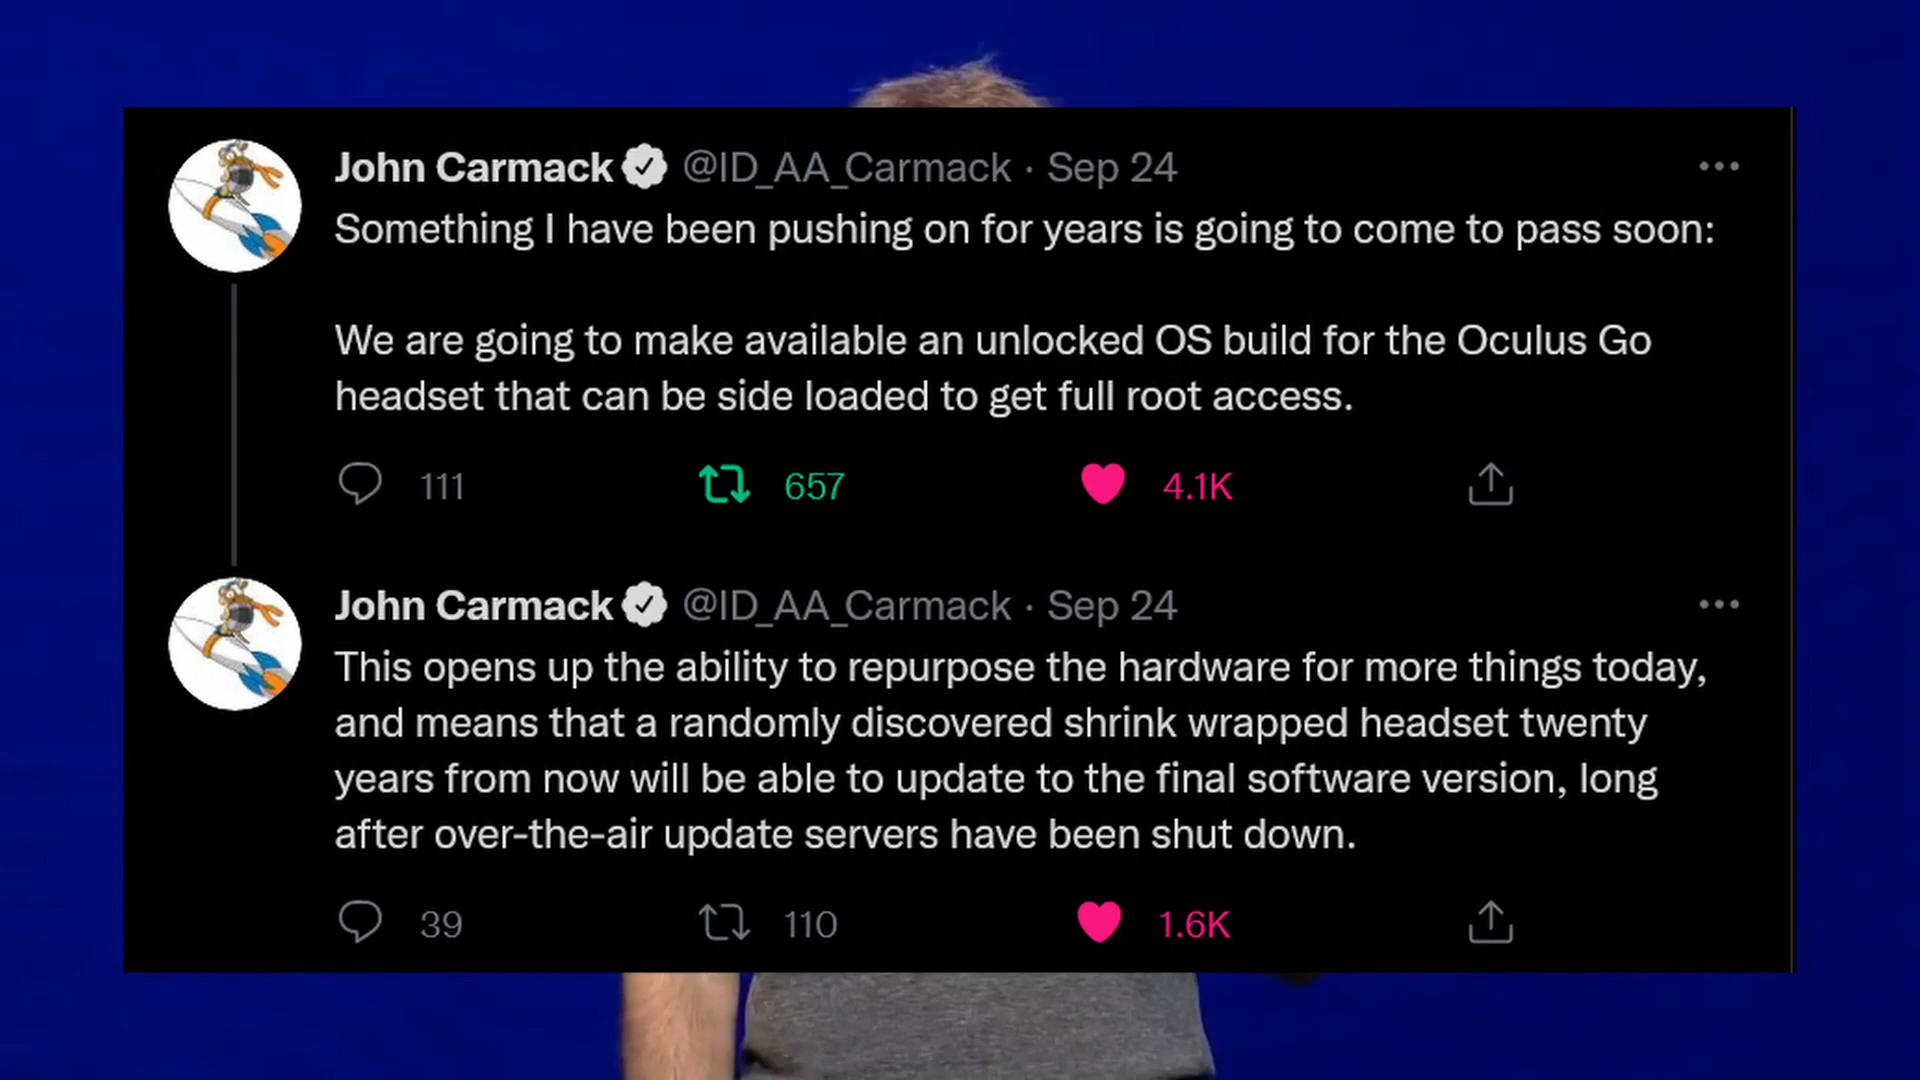 John Carmack @ID_AA_Carmack · Sep 24
Something I have been pushing on for years is going to come to pass soon:
We are going to make available an unlocked OS build for the Oculus Go
headset that can be side loaded to get full root access.
111 657 4.1K
John Carmack @ID_AA_Carmack · Sep 24
This opens up the ability to repurpose the hardware for more things today,
and means that a randomly discovered shrink wrapped headset twenty
years from now will be able to update to the final software version, long
after over-the-air update servers have been shut down.
39 110 1.6K